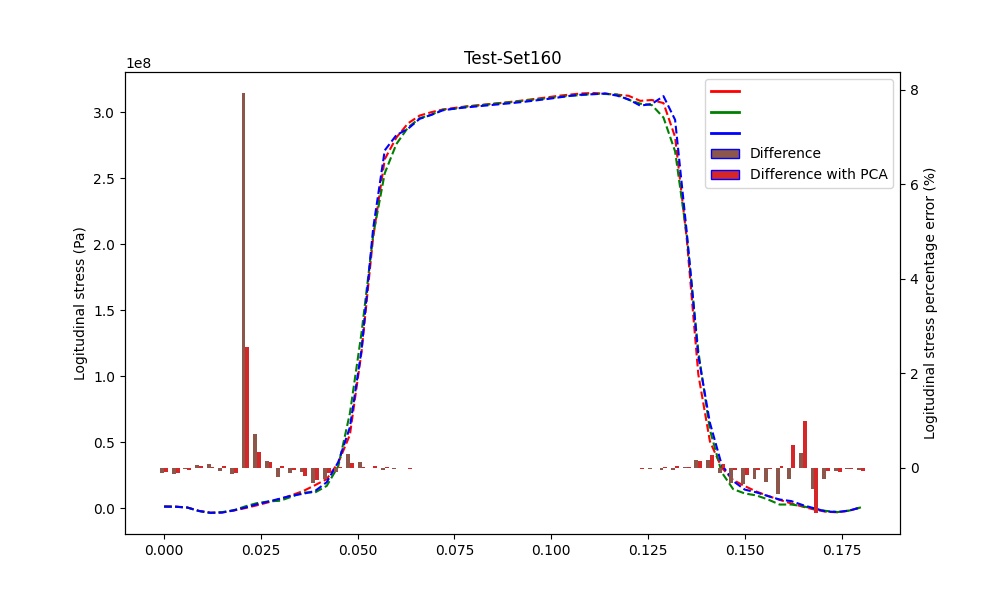 Test-Set160
1e8
3.0
2.5
2.0
1.5
1.0
0.5
0.0
Logitudinal stress (Pa)
0.000 0.025 0.050 0.075 0.100 0.125 0.150 0.175
Difference
Difference with PCA
8
6
4
2
0
Logitudinal stress percentage error (%)